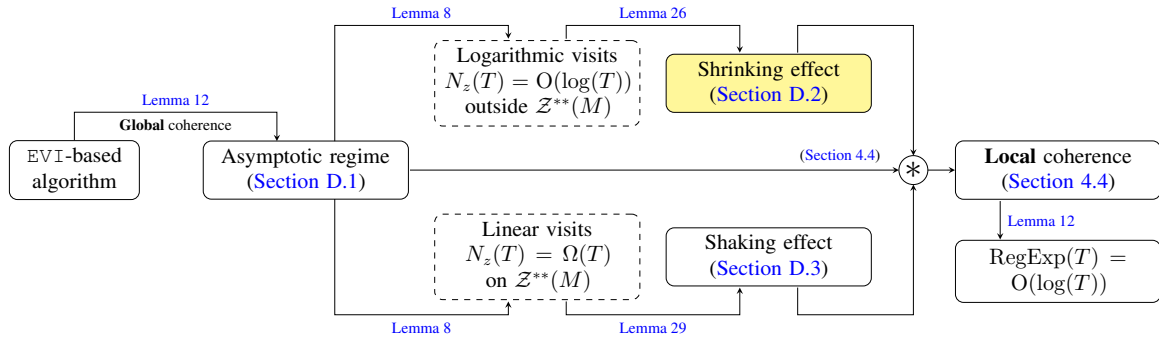 Lemma 8
Lemma 26
Logarithmic visits
N_z(T) = O(log(T))
outside 𝒵**(M)
Shrinking effect
(Section D.2)
Lemma 12
Global coherence
EVI-based
algorithm
Asymptotic regime
(Section D.1)
(Section 4.4)
*
Local coherence
(Section 4.4)
Linear visits
N_z(T) = Ω(T)
on 𝒵**(M)
Shaking effect
(Section D.3)
Lemma 12
RegExp(T) =
O(log(T))
Lemma 8
Lemma 29